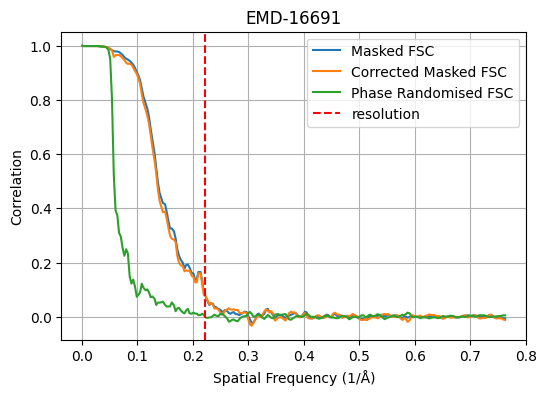 EMD-16691
Masked FSC
Corrected Masked FSC
Phase Randomised FSC
resolution
Correlation
1.0
0.8
0.6
0.4
0.2
0.0
0.0 0.1 0.2 0.3 0.4 0.5 0.6 0.7 0.8
Spatial Frequency (1/Å)